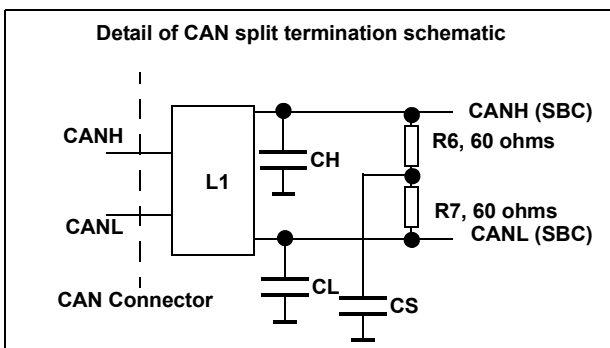 Detail of CAN split termination schematic
CANH (SBC)
CANH
R6, 60 ohms
CH
L1
R7, 60 ohms
CANL
CANL (SBC)
CL
CAN Connector
CS